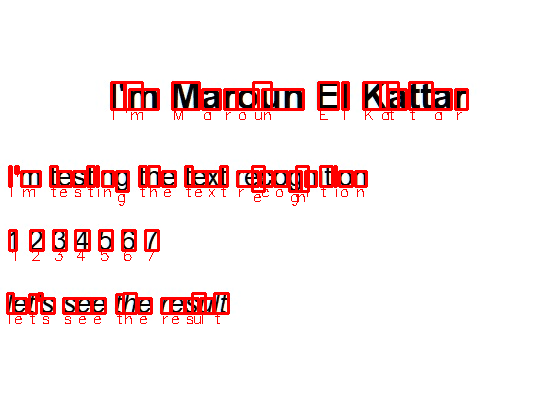 I'm Maroun El Kattar
I'm Maroun El Kattar
I'm testing the text recognition
I'm testing the text recognition
1 2 3 4 5 6 7
1 2 3 4 5 6 7
let's see the result
let's see the result